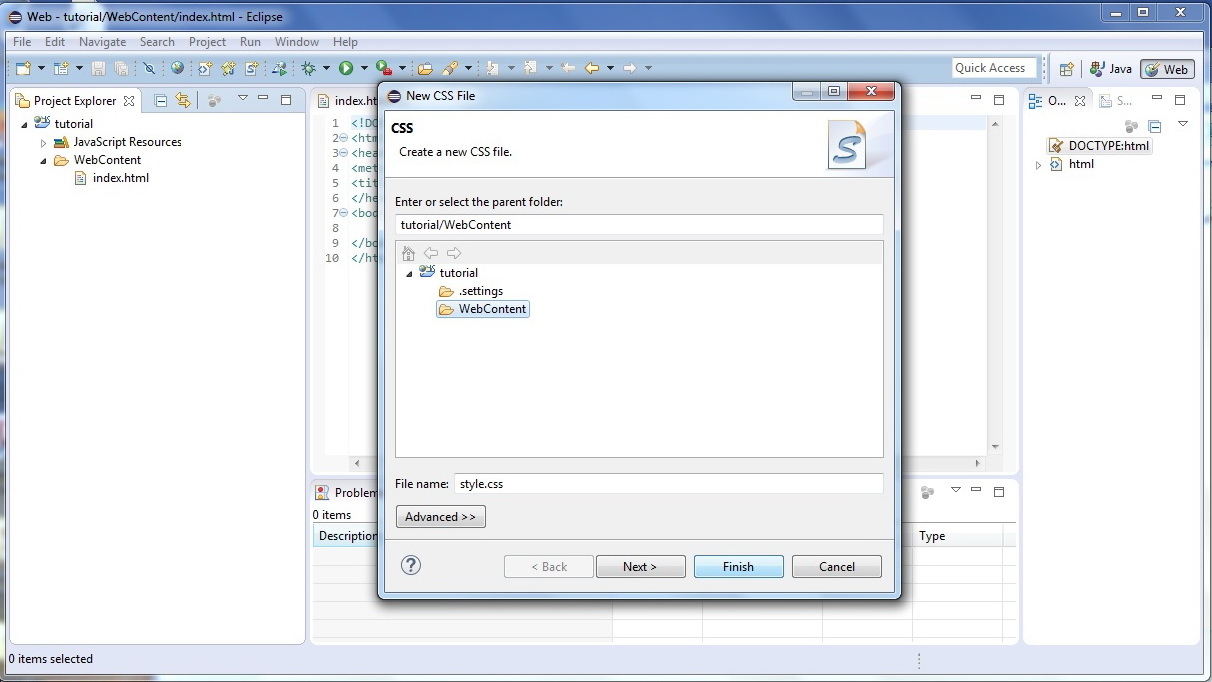 Web - tutorial/WebContent/index.html - Eclipse
File Edit Navigate Search Project Run Window Help
Quick Access
Java
Web
Project Explorer
tutorial
JavaScript Resources
WebContent
index.html
index.ht
1 <!DO
2 <htm
3 <hea
4 <met
5 <tit
6 </he
7 <bod
8
9 </bo
10 </ht
New CSS File
CSS
Create a new CSS file.
Enter or select the parent folder:
tutorial/WebContent
tutorial
.settings
WebContent
File name: style.css
Advanced >>
? < Back Next > Finish Cancel
O...
S...
DOCTYPE:html
html
Problem
0 items
Description
Type
0 items selected